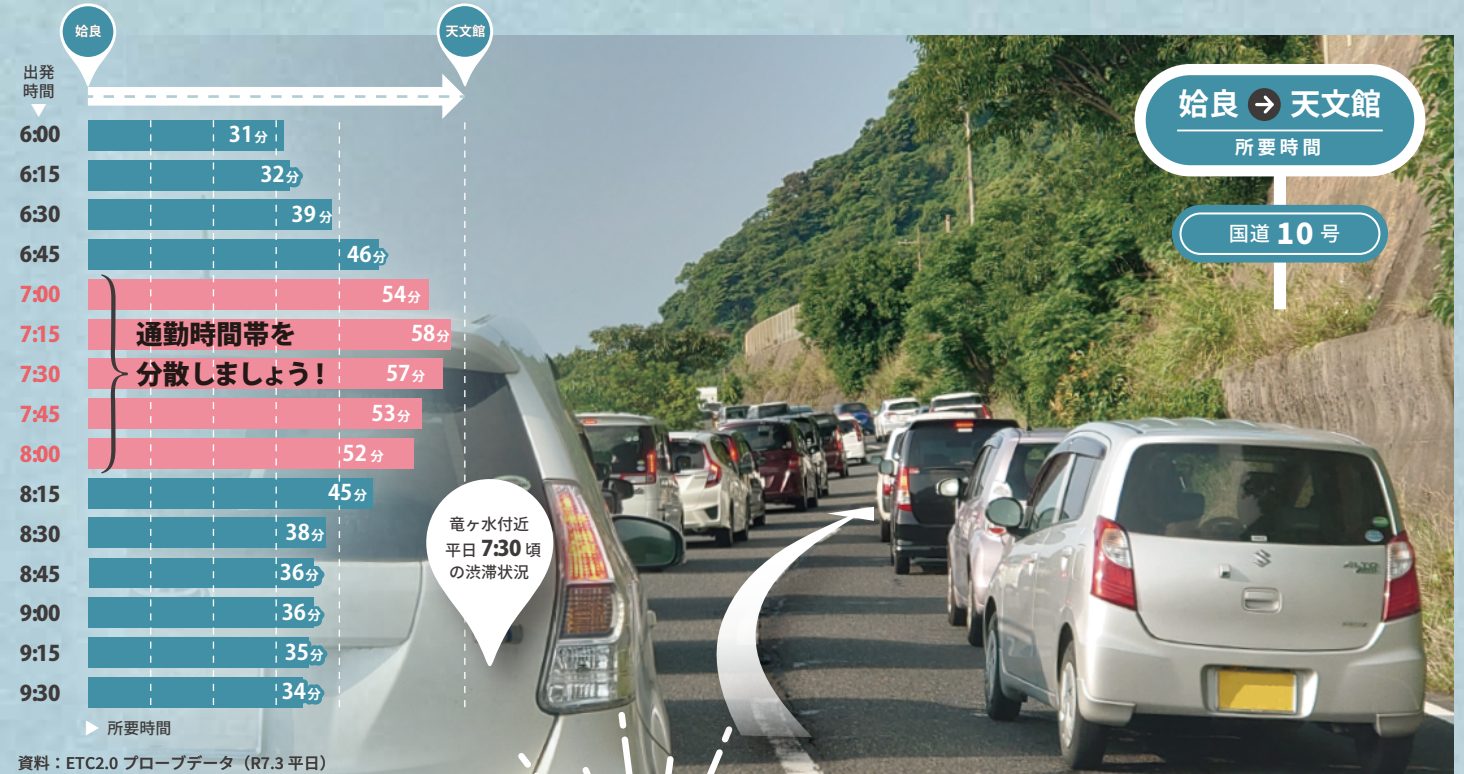 姶良
天文館
出発
時間
6:00 31分
6:15 32分
6:30 39分
6:45 46分
7:00 54分
7:15 58分
7:30 57分
7:45 53分
8:00 52分
8:15 45分
8:30 38分
8:45 36分
9:00 36分
9:15 35分
9:30 34分
通勤時間帯を
分散しましょう!
所要時間
資料:ETC2.0 プローブデータ(R7.3 平日)
竜ヶ水付近
平日 7:30 頃
の渋滞状況
姶良 → 天文館
所要時間
国道 10 号
ALTO